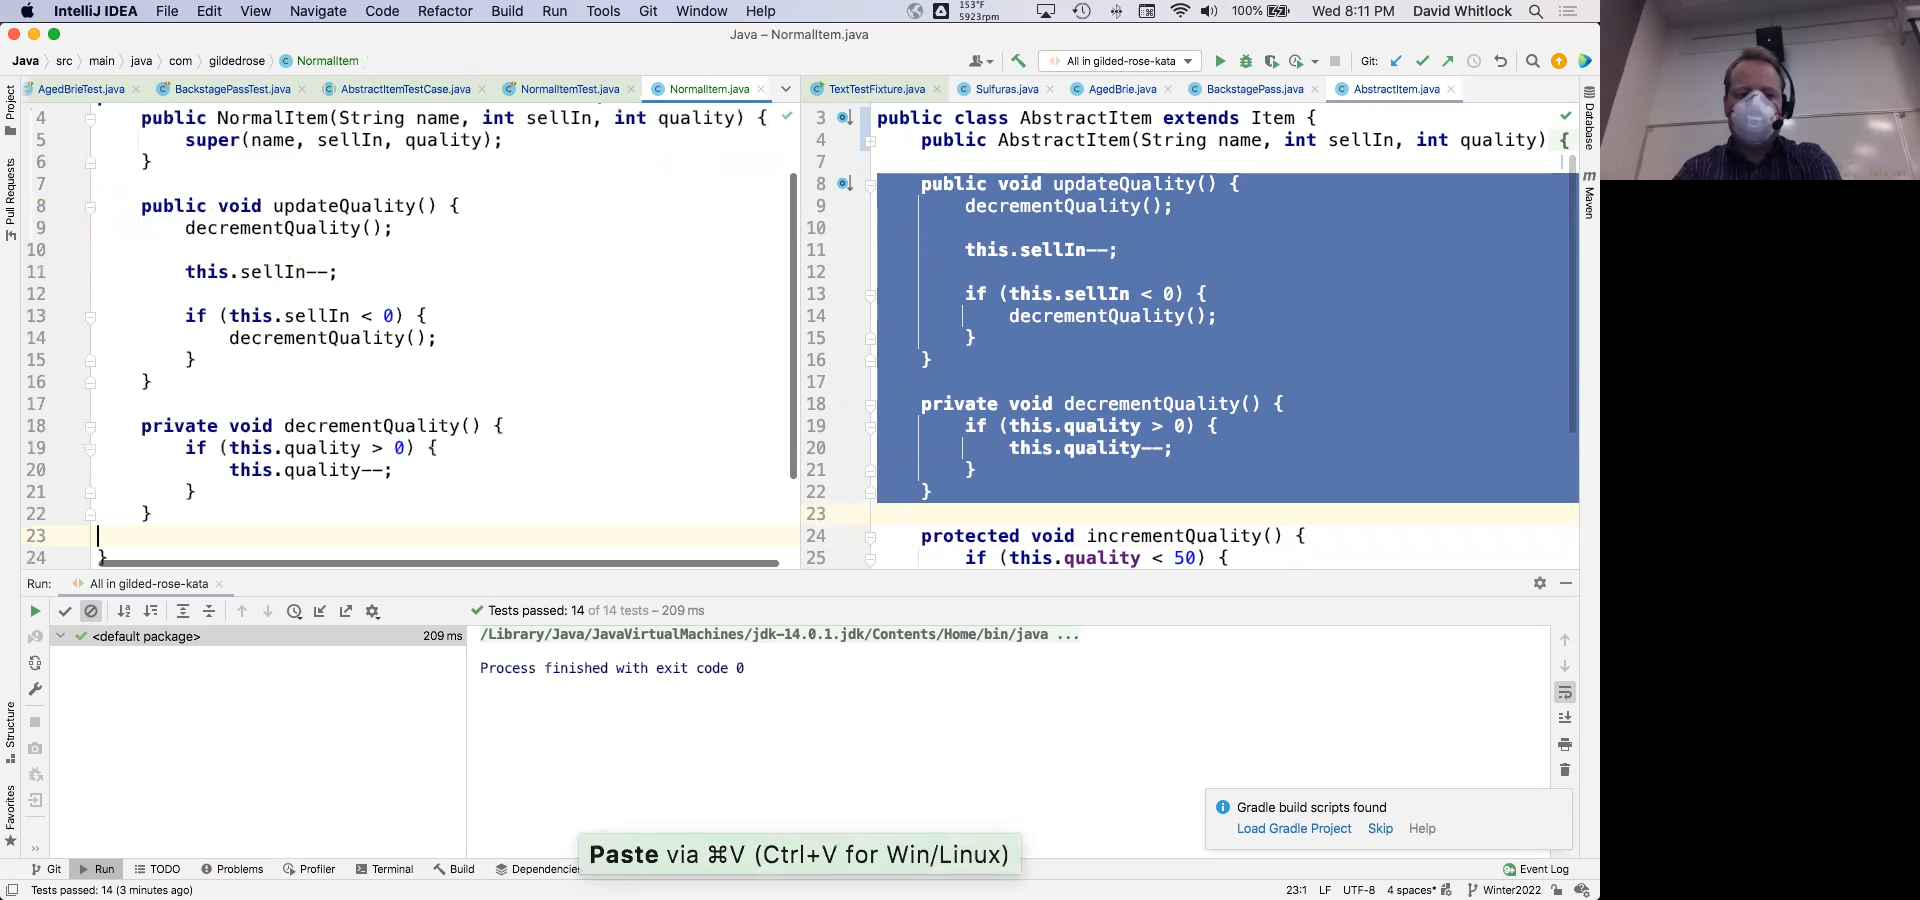 IntelliJ IDEA File Edit View Navigate Code Refactor Build Run Tools Git Window Help 153°F 5923rpm 100% Wed 8:11 PM David Whitlock
Java – NormalItem.java
Java src main java com gildedrose NormalItem All in gilded-rose-kata Git:
AgedBrieTest.java BackstagePassTest.java AbstractItemTestCase.java NormalItemTest.java NormalItem.java TextTestFixture.java Sulfuras.java AgedBrie.java BackstagePass.java AbstractItem.java
Project
Pull Requests
Structure
Favorites
4 public NormalItem(String name, int sellIn, int quality) {
5 super(name, sellIn, quality);
6 }
7
8 public void updateQuality() {
9 decrementQuality();
10
11 this.sellIn--;
12
13 if (this.sellIn < 0) {
14 decrementQuality();
15 }
16 }
17
18 private void decrementQuality() {
19 if (this.quality > 0) {
20 this.quality--;
21 }
22 }
23
24 }
3 public class AbstractItem extends Item {
4 public AbstractItem(String name, int sellIn, int quality) {
7
8 public void updateQuality() {
9 decrementQuality();
10
11 this.sellIn--;
12
13 if (this.sellIn < 0) {
14 decrementQuality();
15 }
16 }
17
18 private void decrementQuality() {
19 if (this.quality > 0) {
20 this.quality--;
21 }
22 }
23
24 protected void incrementQuality() {
25 if (this.quality < 50) {
Database
m Maven
Run: All in gilded-rose-kata
Tests passed: 14 of 14 tests – 209 ms
<default package> 209 ms
/Library/Java/JavaVirtualMachines/jdk-14.0.1.jdk/Contents/Home/bin/java ...
Process finished with exit code 0
Gradle build scripts found
Load Gradle Project Skip Help
Paste via ⌘V (Ctrl+V for Win/Linux)
Git Run TODO Problems Profiler Terminal Build Dependencies Event Log
Tests passed: 14 (3 minutes ago) 23:1 LF UTF-8 4 spaces* Winter2022